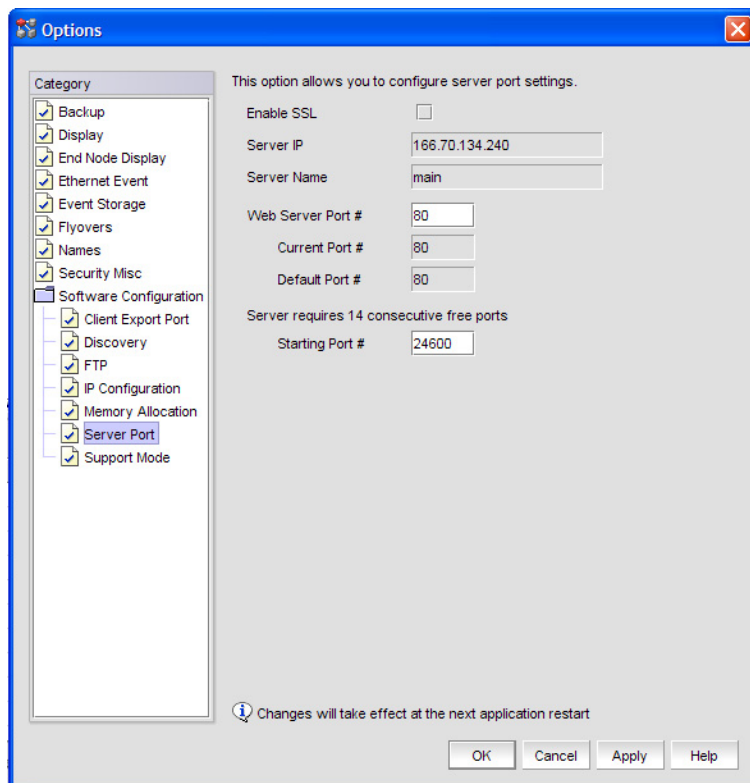 Options
Category
Backup
Display
End Node Display
Ethernet Event
Event Storage
Flyovers
Names
Security Misc
Software Configuration
Client Export Port
Discovery
FTP
IP Configuration
Memory Allocation
Server Port
Support Mode
This option allows you to configure server port settings.
Enable SSL
Server IP 166.70.134.240
Server Name main
Web Server Port # 80
Current Port # 80
Default Port # 80
Server requires 14 consecutive free ports
Starting Port # 24600
Changes will take effect at the next application restart
OK Cancel Apply Help